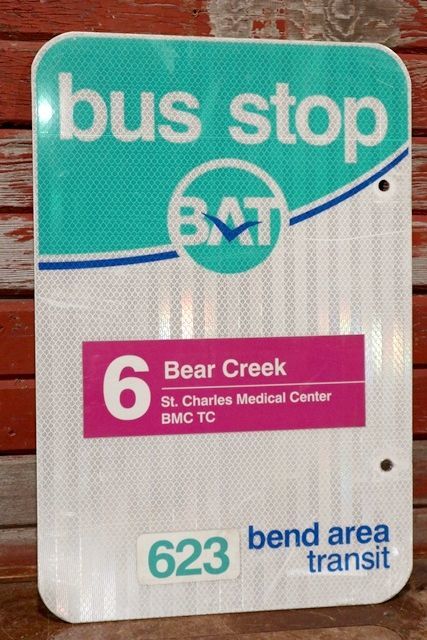 bus stop
BAT
6 Bear Creek
St. Charles Medical Center
BMC TC
623 bend area
transit